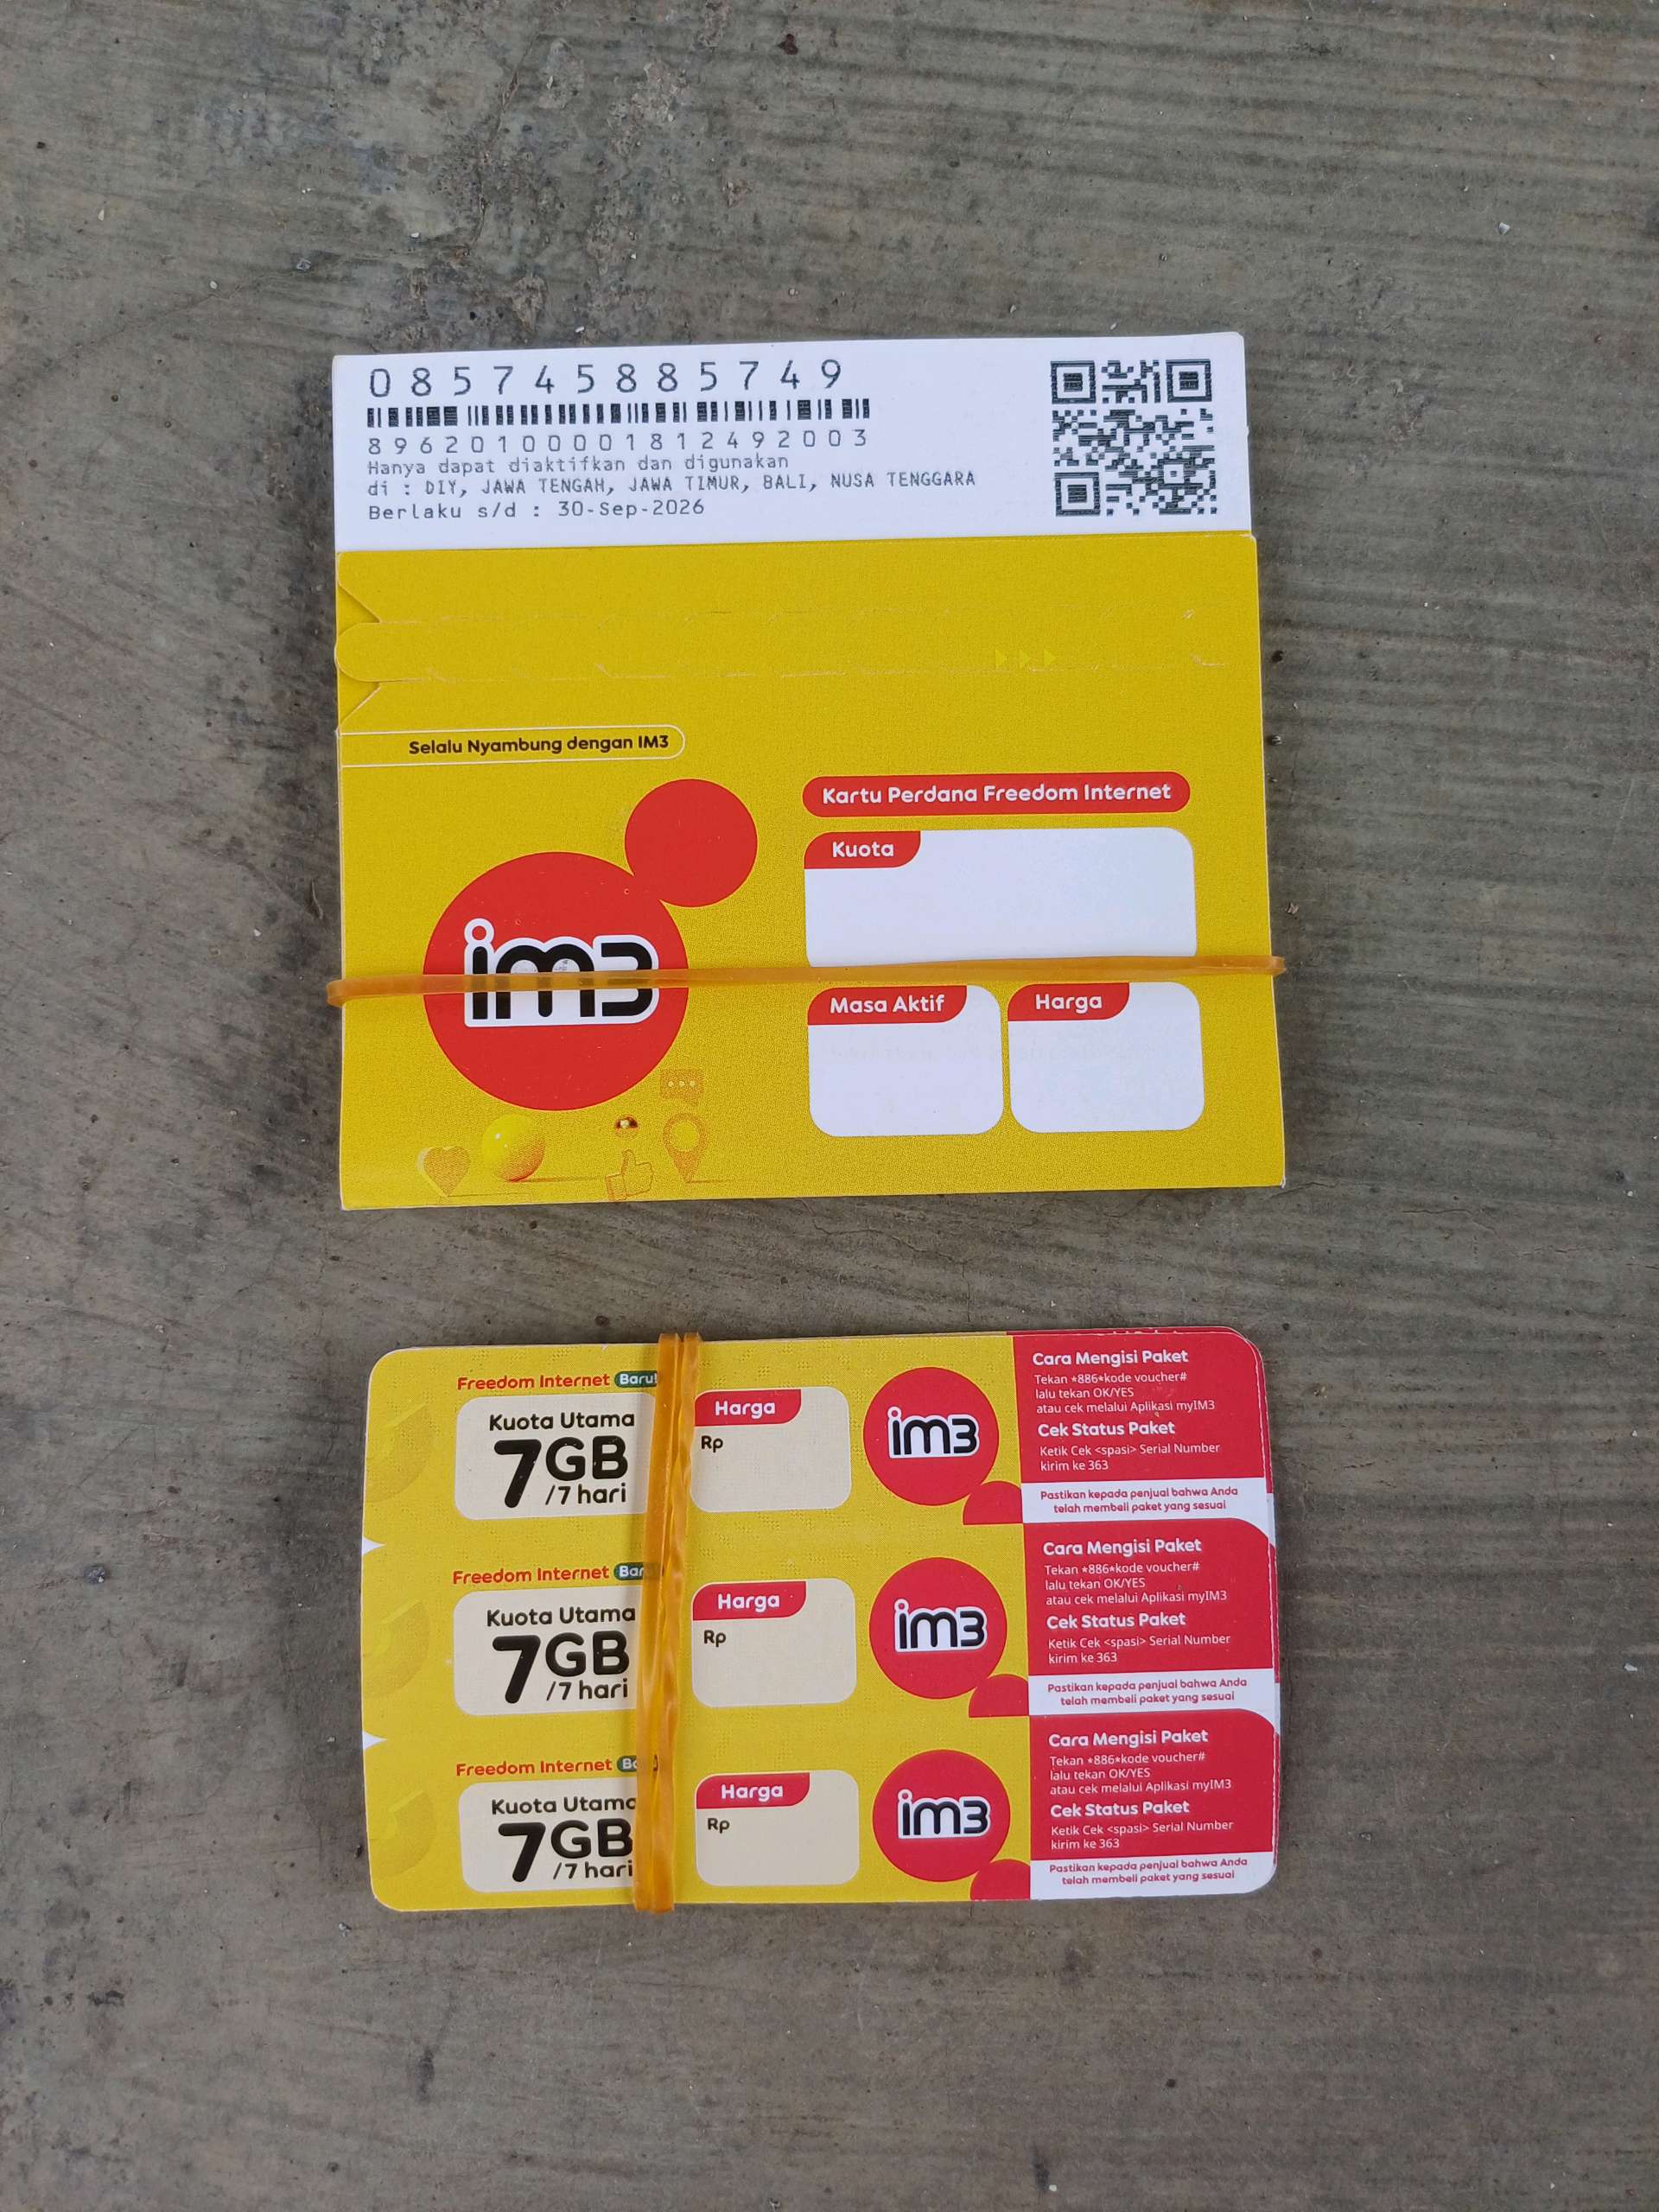 085745885749
89620100001812492003
Hanya dapat diaktifkan dan digunakan
di : DIY, JAWA TENGAH, JAWA TIMUR, BALI, NUSA TENGGARA
Berlaku s/d : 30-Sep-2026
Selalu Nyambung dengan IM3
Kartu Perdana Freedom Internet
Kuota
im3
Masa Aktif
Harga
Freedom Internet Baru!
Kuota Utama
7GB
/7 hari
Harga
Rp
im3
Cara Mengisi Paket
Tekan *886*kode voucher#
lalu tekan OK/YES
atau cek melalui Aplikasi myIM3
Cek Status Paket
Ketik Cek <spasi> Serial Number
kirim ke 363
Pastikan kepada penjual bahwa Anda
telah membeli paket yang sesuai
Freedom Internet
Kuota Utama
7GB
/7 hari
Harga
Rp
im3
Cara Mengisi Paket
Tekan *886*kode voucher#
lalu tekan OK/YES
atau cek melalui Aplikasi myIM3
Cek Status Paket
Ketik Cek <spasi> Serial Number
kirim ke 363
Pastikan kepada penjual bahwa Anda
telah membeli paket yang sesuai
Freedom Internet
Kuota Utama
7GB
/7 hari
Harga
Rp
im3
Cara Mengisi Paket
Tekan *886*kode voucher#
lalu tekan OK/YES
atau cek melalui Aplikasi myIM3
Cek Status Paket
Ketik Cek <spasi> Serial Number
kirim ke 363
Pastikan kepada penjual bahwa Anda
telah membeli paket yang sesuai